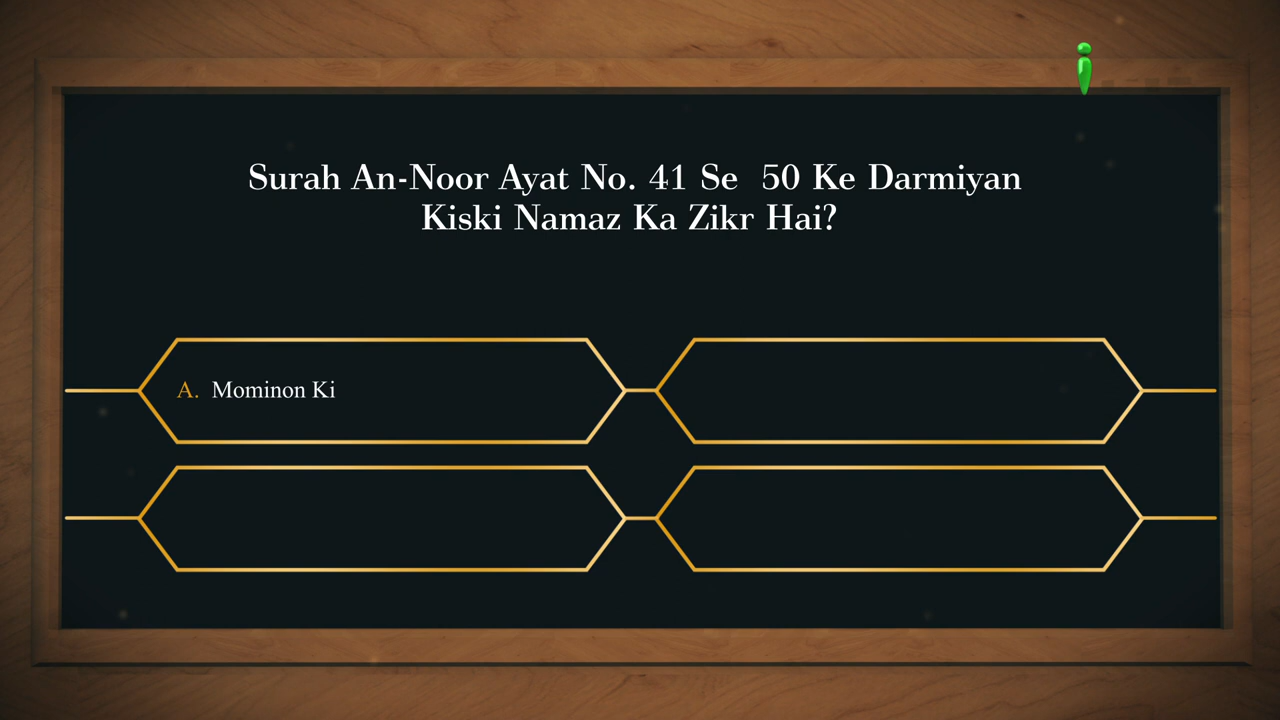 Surah An-Noor Ayat No. 41 Se 50 Ke Darmiyan
Kiski Namaz Ka Zikr Hai?
A. Mominon Ki